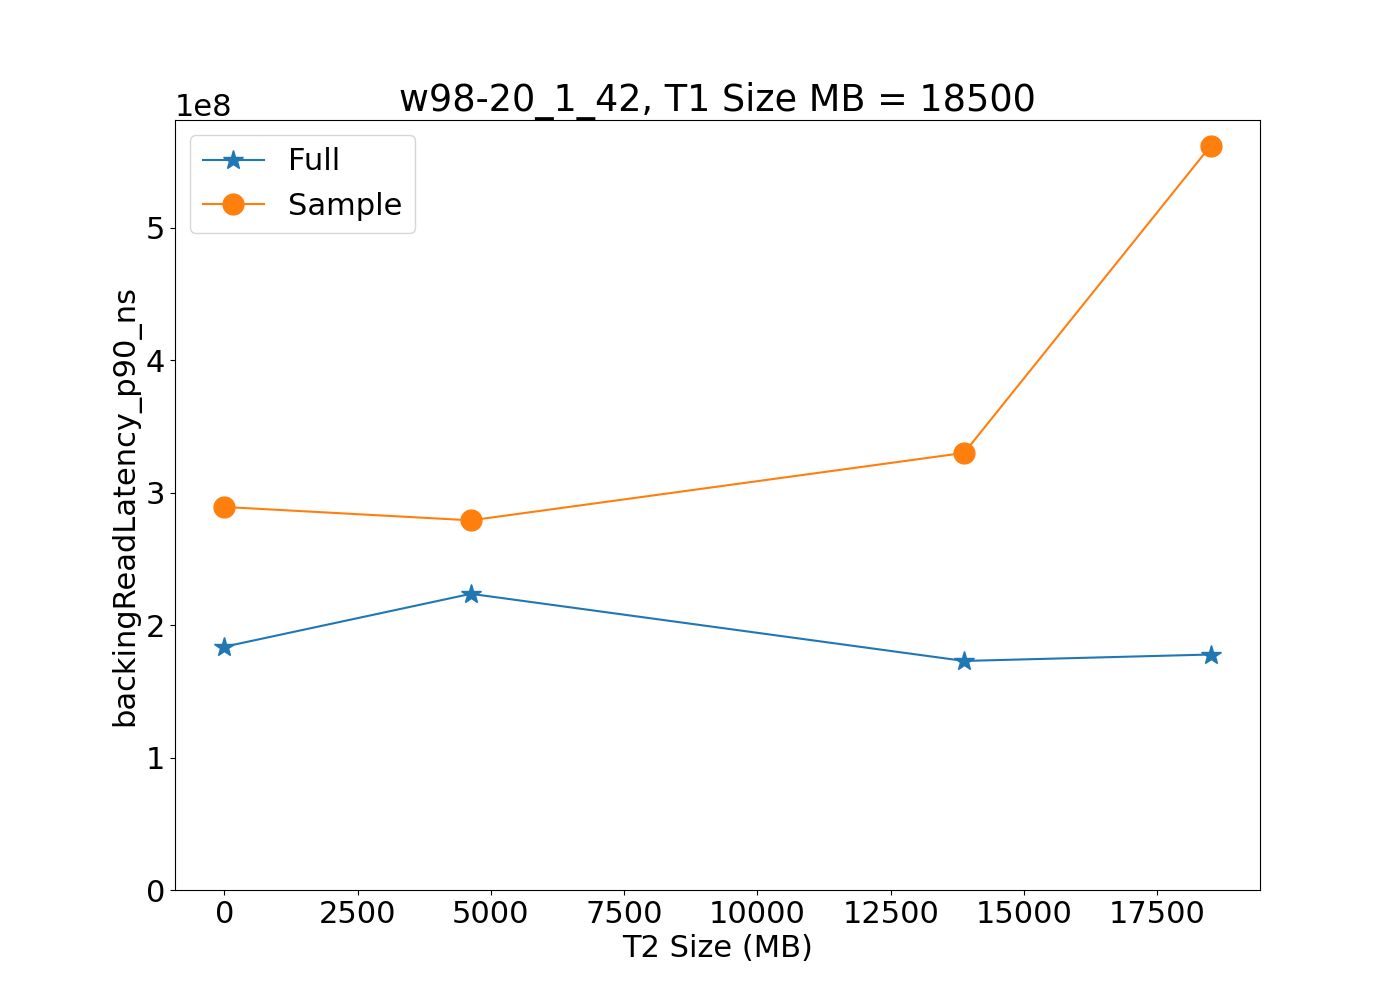 w98-20_1_42, T1 Size MB = 18500
1e8
Full
Sample
5
4
3
2
1
0
backingReadLatency_p90_ns
0 2500 5000 7500 10000 12500 15000 17500
T2 Size (MB)